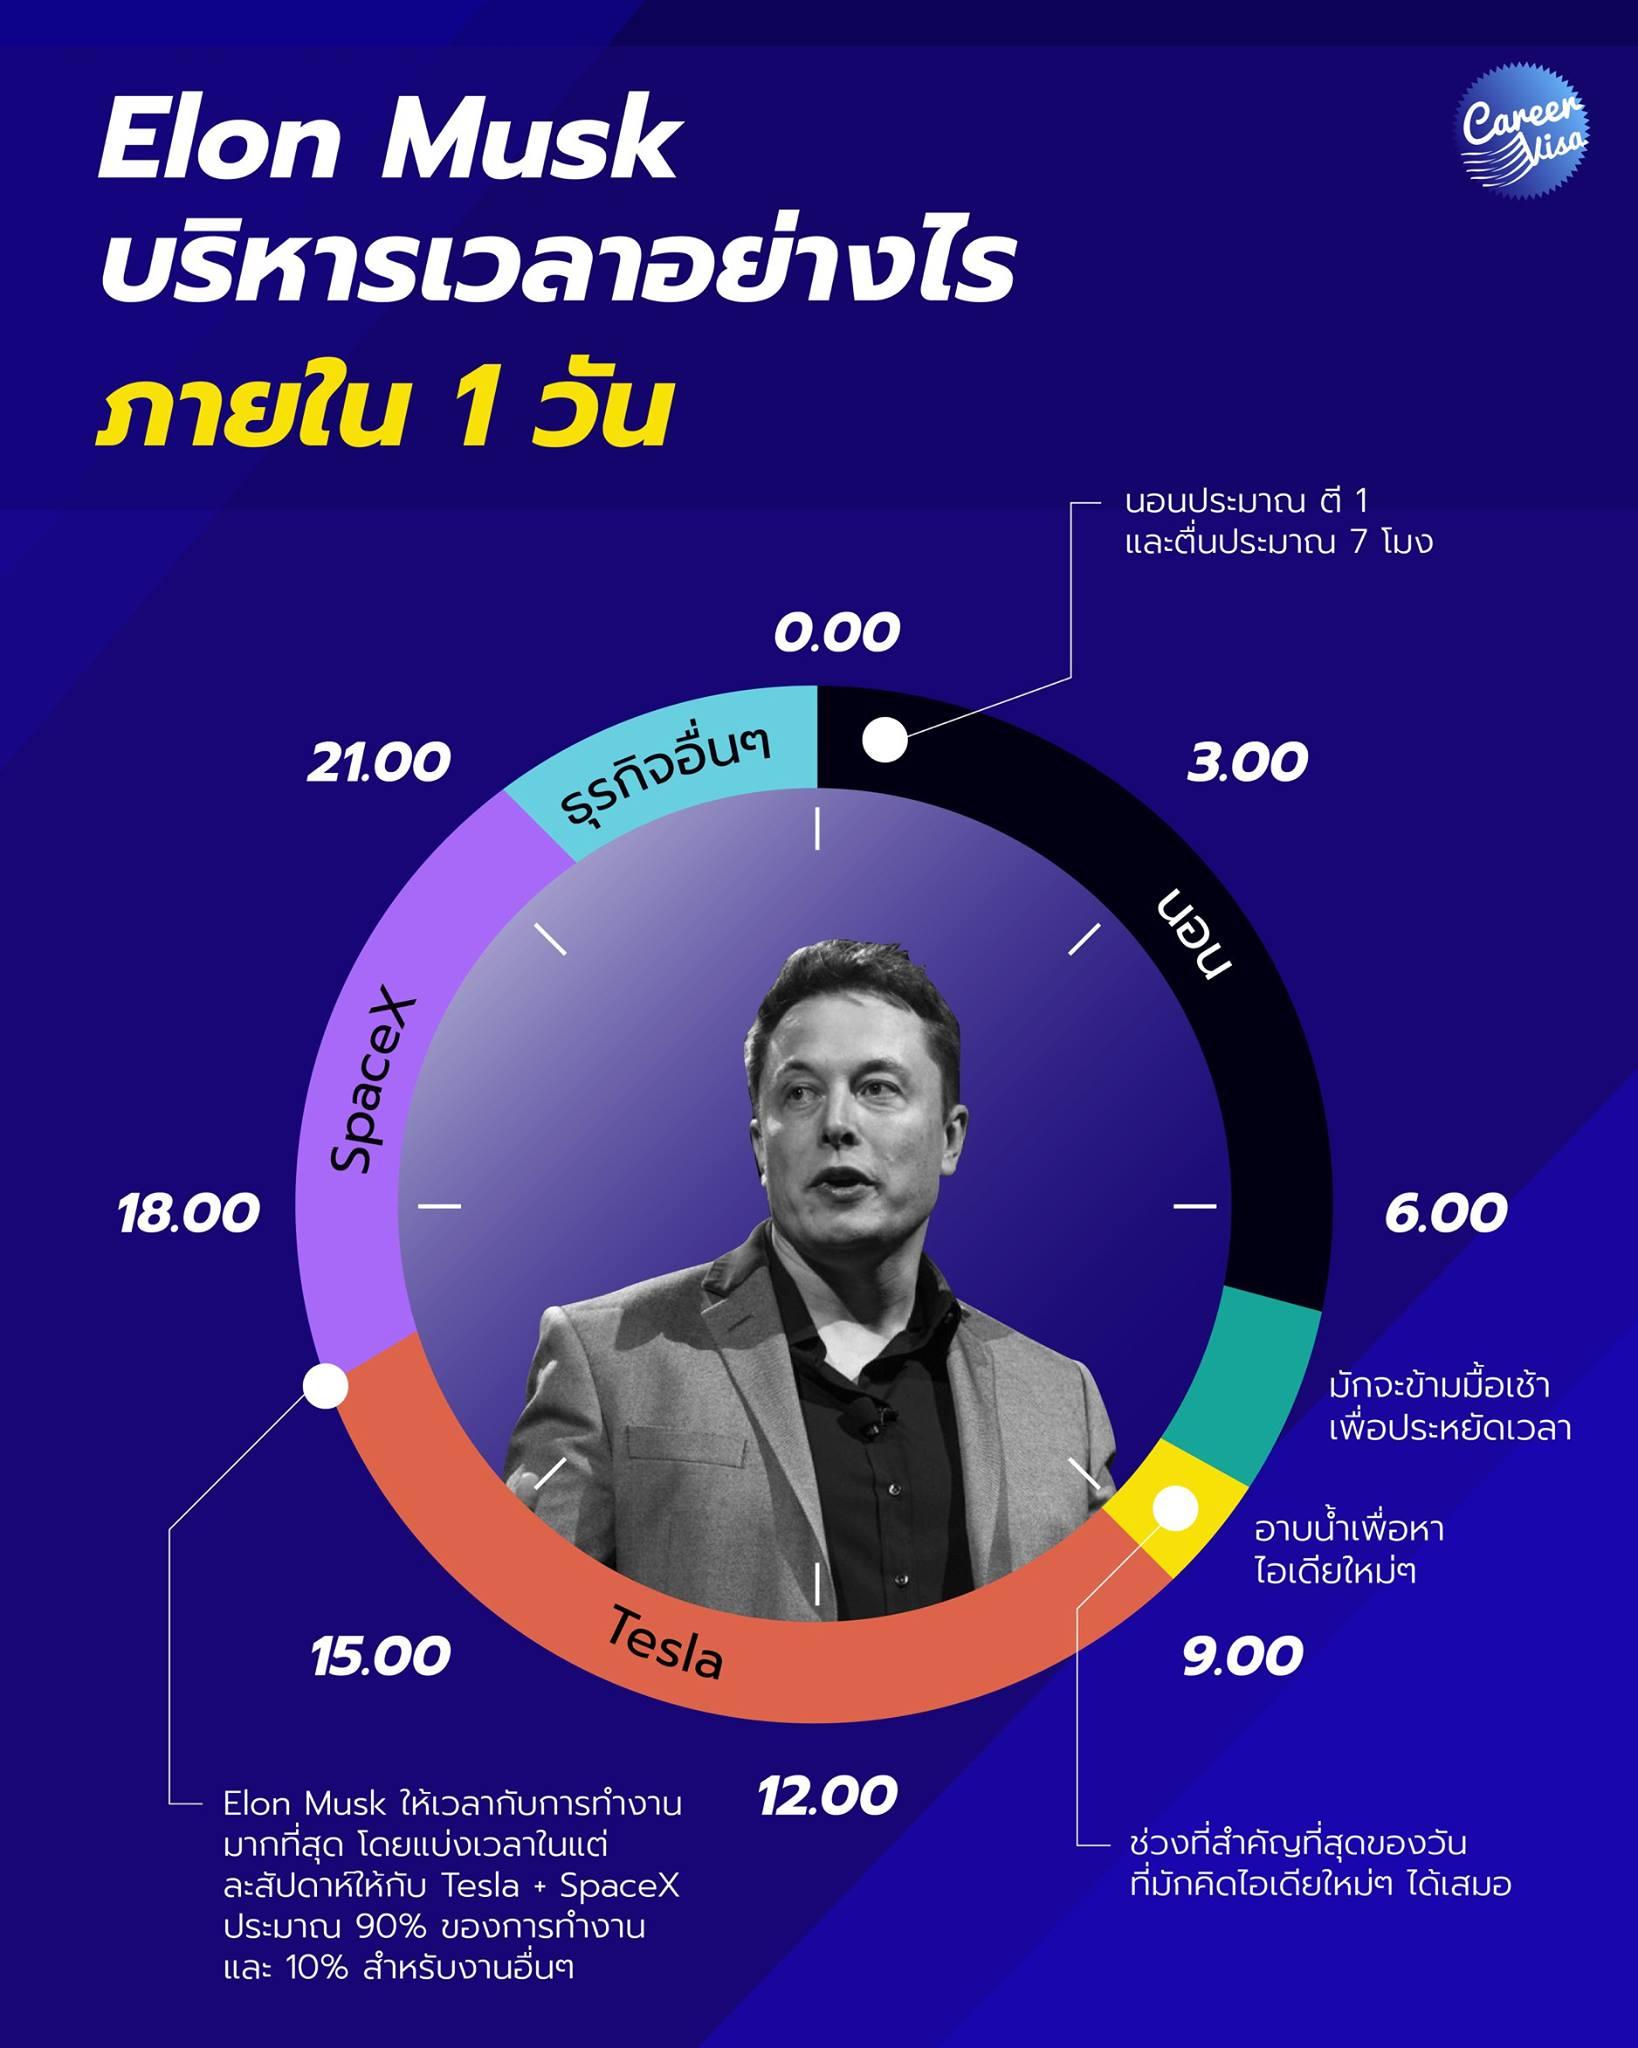 Elon Musk
บริหารเวลาอย่างไร
ภายใน 1 วัน
Career
Visa
นอนประมาณ ตี 1
และตื่นประมาณ 7 โมง
0.00
21.00
ธุรกิจอื่นๆ
3.00
นอน
SpaceX
18.00
6.00
มักจะข้ามมื้อเช้า
เพื่อประหยัดเวลา
อาบน้ำเพื่อหา
ไอเดียใหม่ๆ
15.00
Tesla
9.00
12.00
Elon Musk ให้เวลากับการทำงาน
มากที่สุด โดยแบ่งเวลาในแต่
ละสัปดาห์ให้กับ Tesla + SpaceX
ประมาณ 90% ของการทำงาน
และ 10% สำหรับงานอื่นๆ
ช่วงที่สำคัญที่สุดของวัน
ที่มักคิดไอเดียใหม่ๆ ได้เสมอ